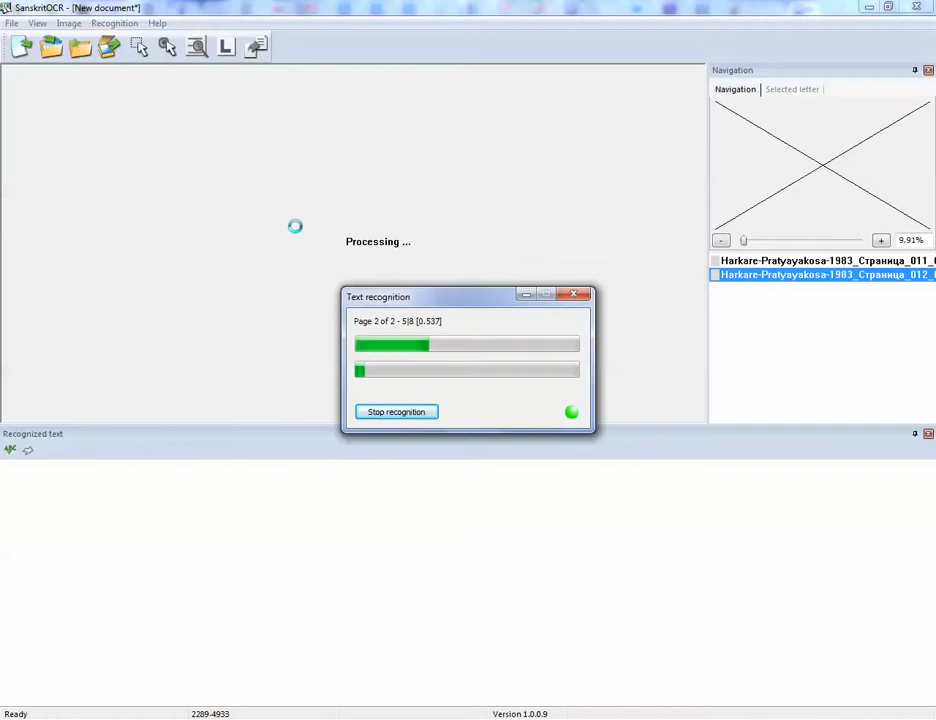 SanskritOCR - [New document*]
File View Image Recognition Help
L
Navigation
Navigation Selected letter
Processing ...
- + 9.91%
Harkare-Pratyayakosa-1983_Страница_011_
Harkare-Pratyayakosa-1983_Страница_012_
Text recognition
Page 2 of 2 - 5|8 [0.537]
Stop recognition
Recognized text
ABC
Ready 2289-4933 Version 1.0.0.9